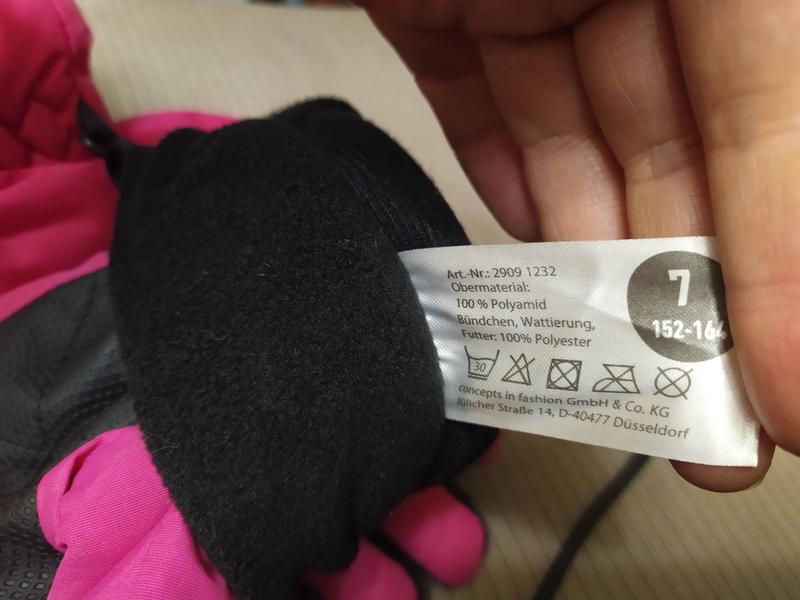 Art.-Nr.: 2909 1232
Obermaterial:
100 % Polyamid
Bündchen, Wattierung,
Futter: 100% Polyester
30
concepts in fashion GmbH & Co. KG
Jülicher Straße 14, D-40477 Düsseldorf
7
152-164